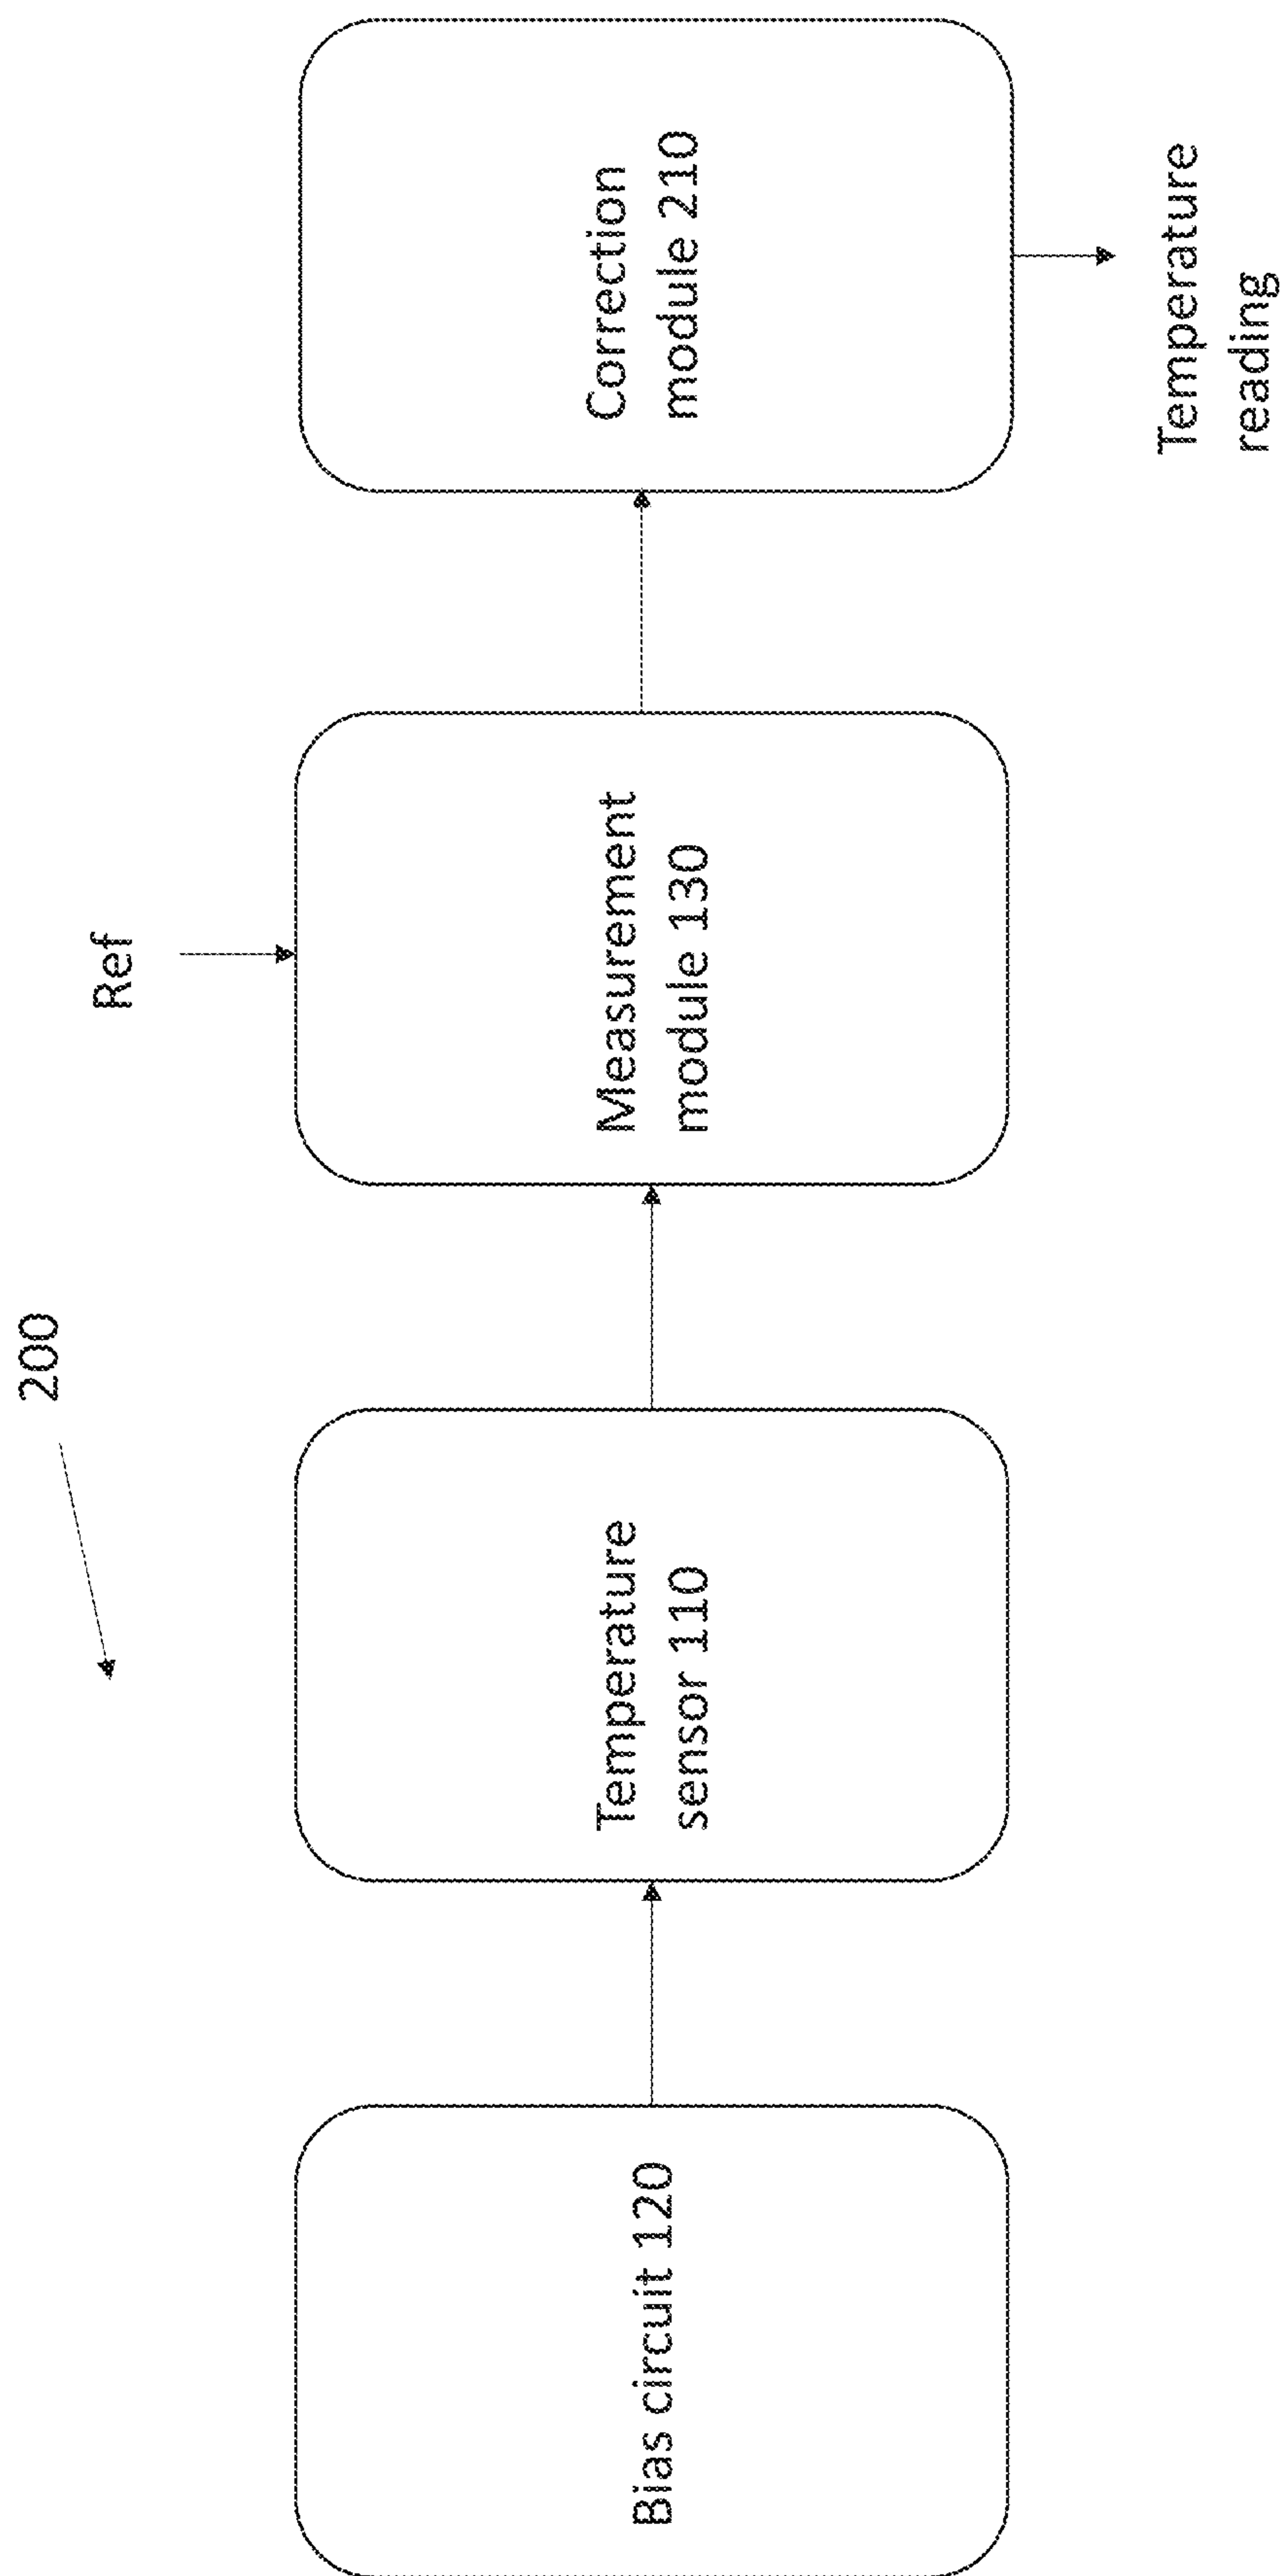 200
Ref
Bias circuit 120
Temperature
sensor 110
Measurement
module 130
Correction
module 210
Temperature
reading